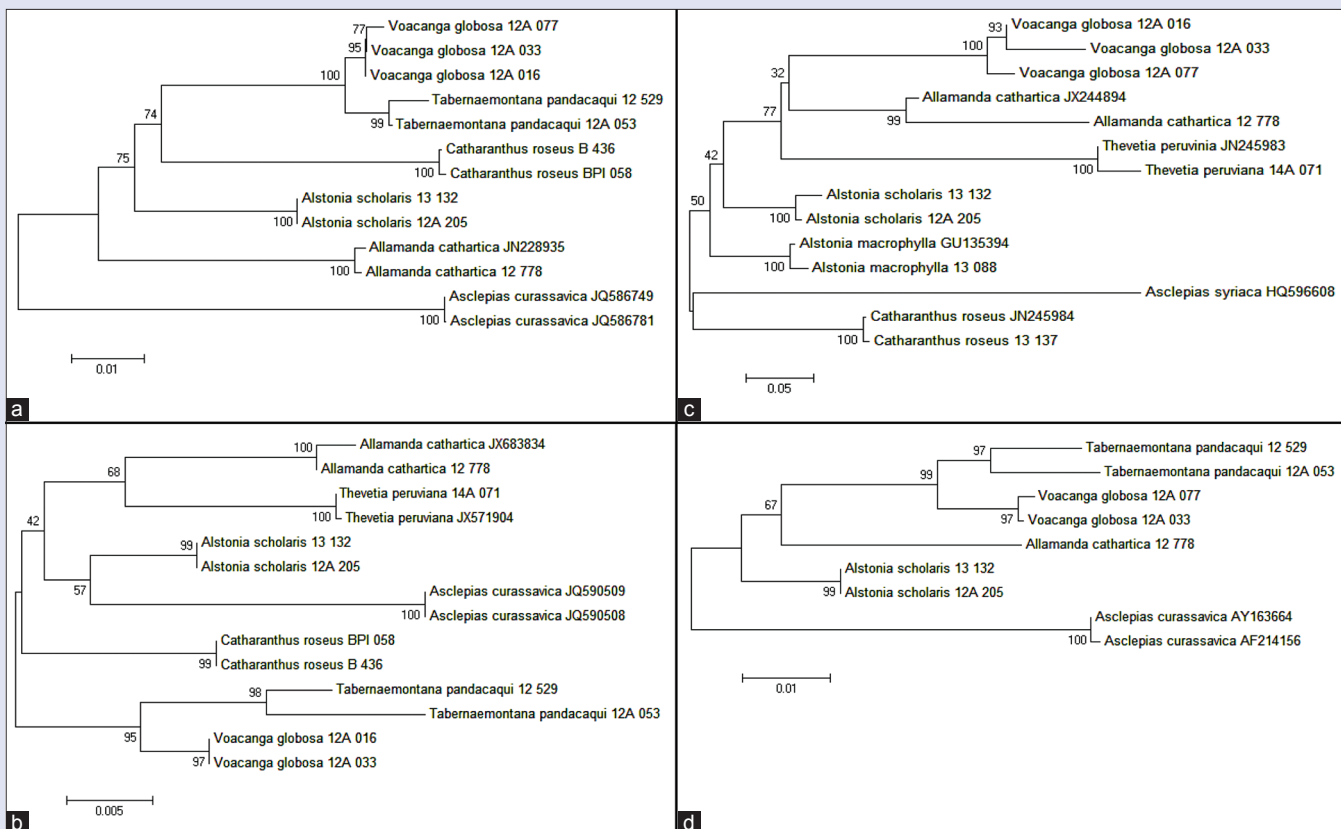 77
Voacanga globosa 12A 077
95
Voacanga globosa 12A 033
Voacanga globosa 12A 016
100
Tabernaemontana pandacaqui 12 529
99
Tabernaemontana pandacaqui 12A 053
74
Catharanthus roseus B 436
100
Catharanthus roseus BPI 058
75
Alstonia scholaris 13 132
100
Alstonia scholaris 12A 205
Allamanda cathartica JN228935
100
Allamanda cathartica 12 778
Asclepias curassavica JQ586749
100
Asclepias curassavica JQ586781
0.01
a
93
Voacanga globosa 12A 016
100
Voacanga globosa 12A 033
Voacanga globosa 12A 077
32
Allamanda cathartica JX244894
99
Allamanda cathartica 12 778
77
Thevetia peruvinia JN245983
100
Thevetia peruviana 14A 071
42
Alstonia scholaris 13 132
100
Alstonia scholaris 12A 205
50
Alstonia macrophylla GU135394
100
Alstonia macrophylla 13 088
Asclepias syriaca HQ596608
Catharanthus roseus JN245984
100
Catharanthus roseus 13 137
0.05
c
100
Allamanda cathartica JX683834
Allamanda cathartica 12 778
68
Thevetia peruviana 14A 071
100
Thevetia peruviana JX571904
42
99
Alstonia scholaris 13 132
Alstonia scholaris 12A 205
57
Asclepias curassavica JQ590509
100
Asclepias curassavica JQ590508
Catharanthus roseus BPI 058
99
Catharanthus roseus B 436
98
Tabernaemontana pandacaqui 12 529
Tabernaemontana pandacaqui 12A 053
95
Voacanga globosa 12A 016
97
Voacanga globosa 12A 033
0.005
b
97
Tabernaemontana pandacaqui 12 529
99
Tabernaemontana pandacaqui 12A 053
Voacanga globosa 12A 077
97
Voacanga globosa 12A 033
67
Allamanda cathartica 12 778
Alstonia scholaris 13 132
99
Alstonia scholaris 12A 205
Asclepias curassavica AY163664
100
Asclepias curassavica AF214156
0.01
d